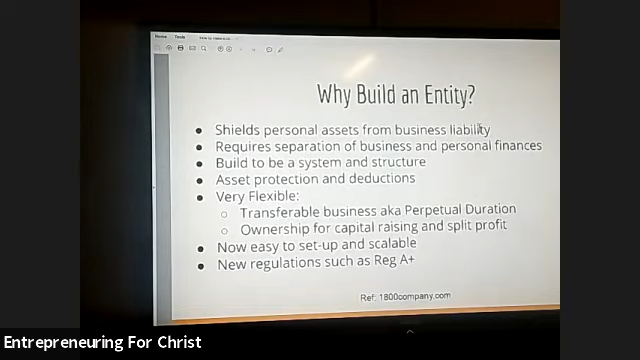 Home Tools
Why Build an Entity?
Shields personal assets from business liability
Requires separation of business and personal finances
Build to be a system and structure
Asset protection and deductions
Very Flexible:
Transferable business aka Perpetual Duration
Ownership for capital raising and split profit
Now easy to set-up and scalable
New regulations such as Reg A+
Ref: 1800company.com
Entrepreneuring For Christ